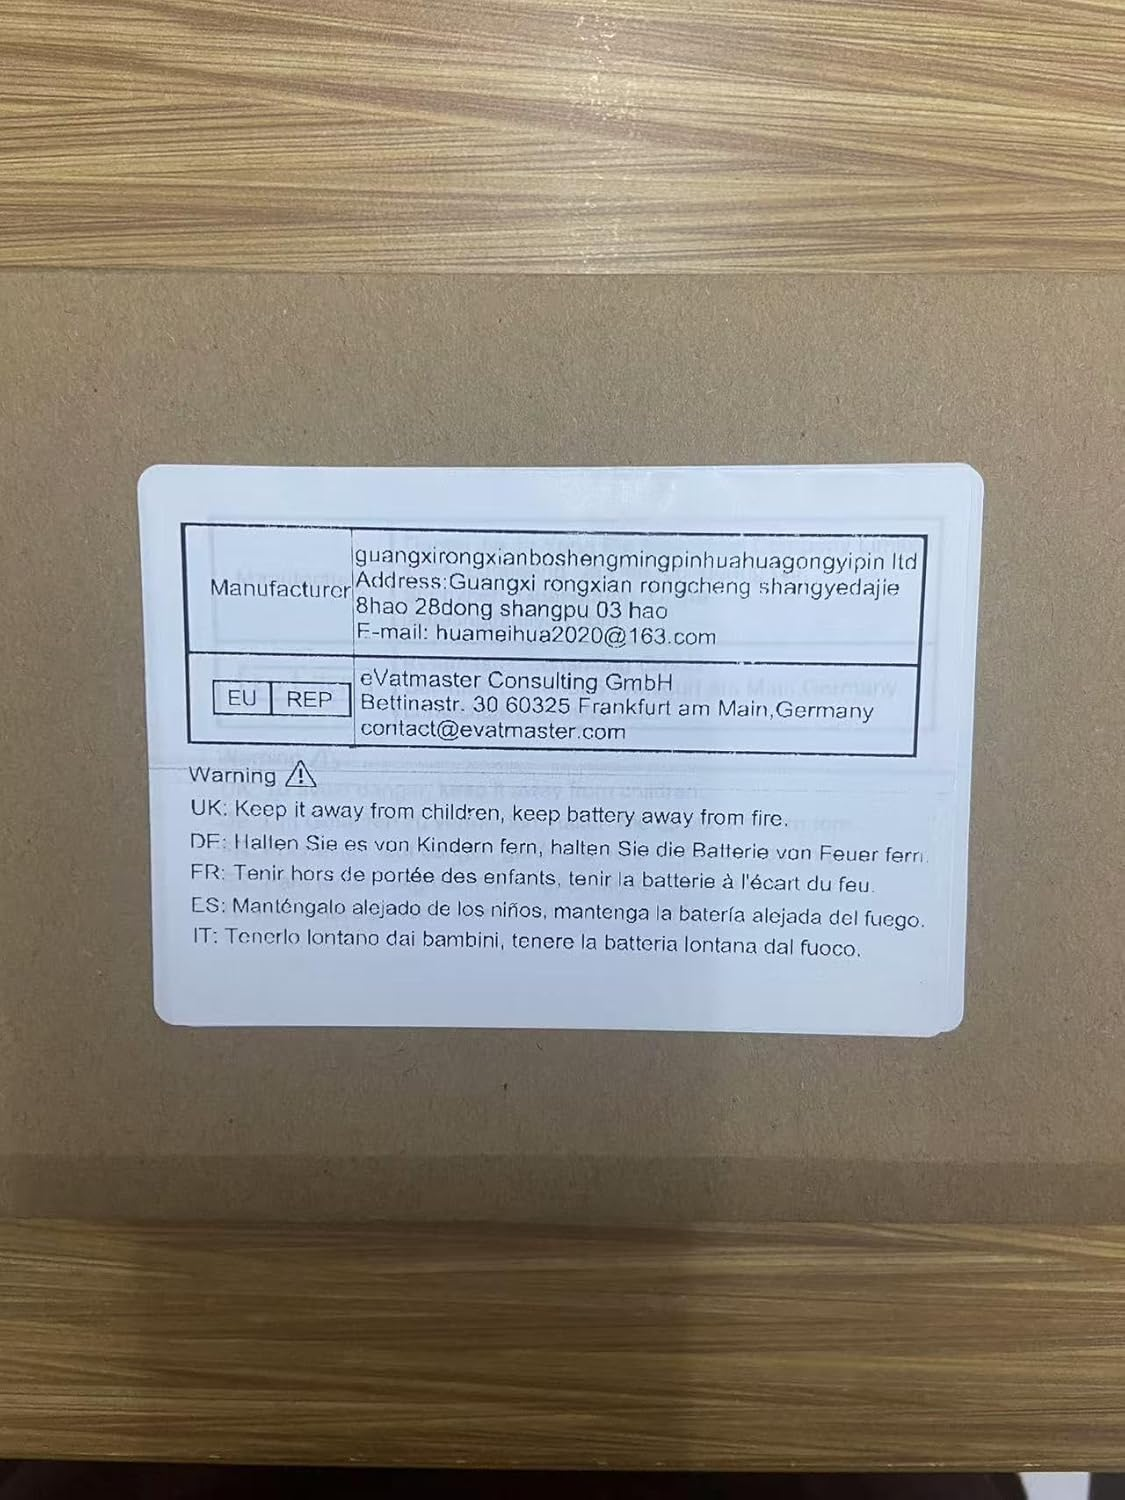 Manufacturer
guangxirongxianboshengmingpinhuahuagongyipin ltd
Address:Guangxi rongxian rongcheng shangyedajie
8hao 28dong shangpu 03 hao
E-mail: huameihua2020@163.com
EU REP
eVatmaster Consulting GmbH
Bettinastr. 30 60325 Frankfurt am Main,Germany
contact@evatmaster.com
Warning
UK: Keep it away from children, keep battery away from fire.
DE: Halten Sie es von Kindern fern, halten Sie die Batterie von Feuer fern.
FR: Tenir hors de portée des enfants, tenir la batterie à l'écart du feu.
ES: Manténgalo alejado de los niños, mantenga la batería alejada del fuego.
IT: Tenerlo lontano dai bambini, tenere la batteria lontana dal fuoco.